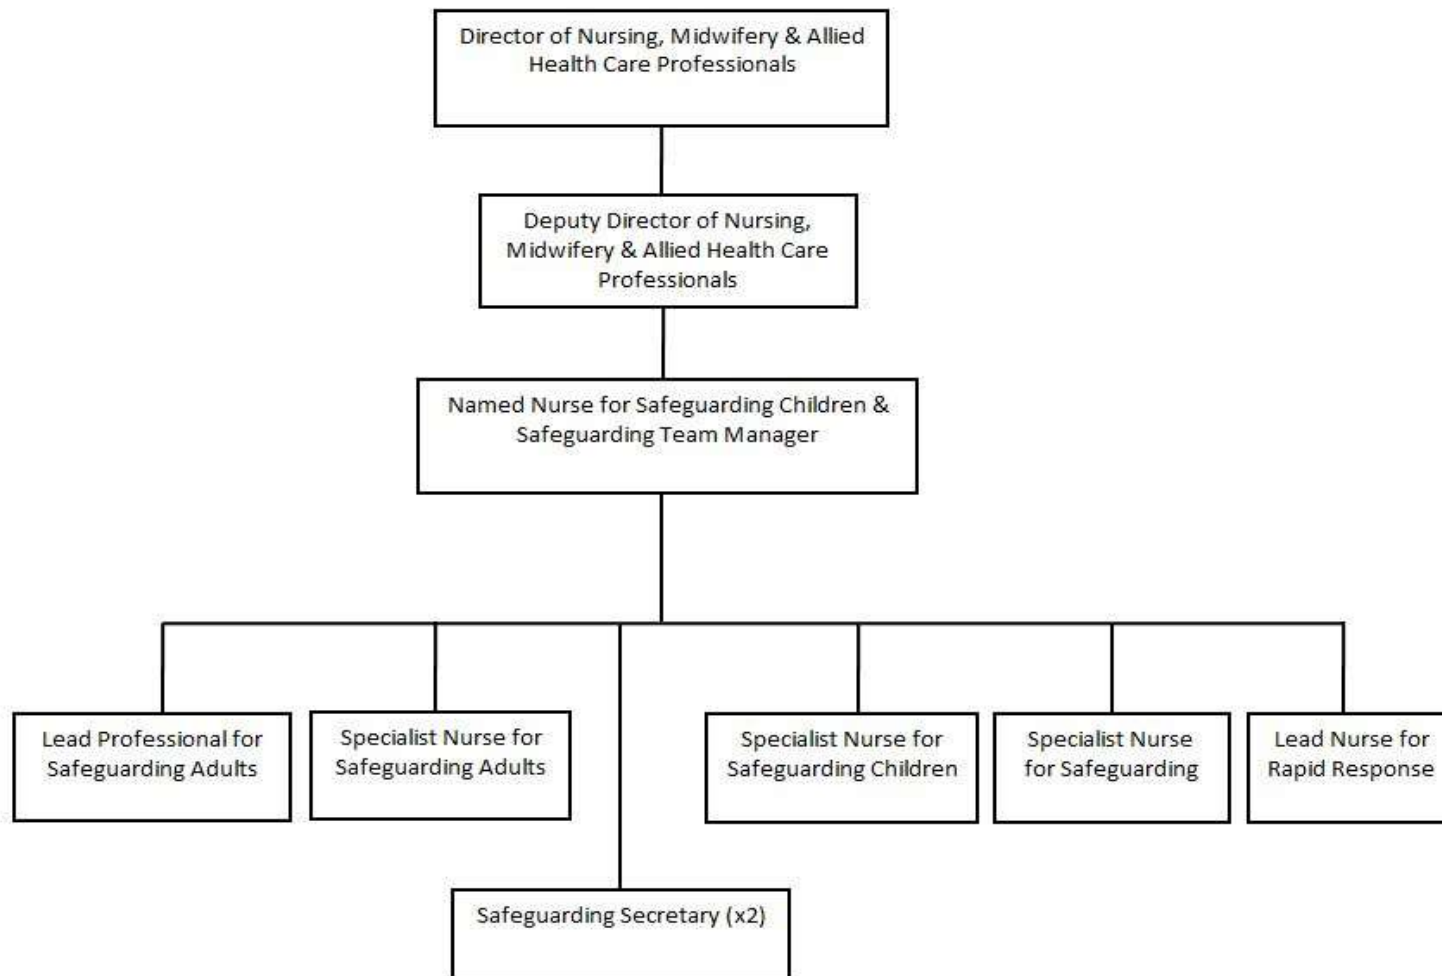 Director of Nursing, Midwifery & Allied
Health Care Professionals
Deputy Director of Nursing,
Midwifery & Allied Health Care
Professionals
Named Nurse for Safeguarding Children &
Safeguarding Team Manager
Lead Professional for
Safeguarding Adults
Specialist Nurse for
Safeguarding Adults
Specialist Nurse for
Safeguarding Children
Specialist Nurse
for Safeguarding
Lead Nurse for
Rapid Response
Safeguarding Secretary (x2)